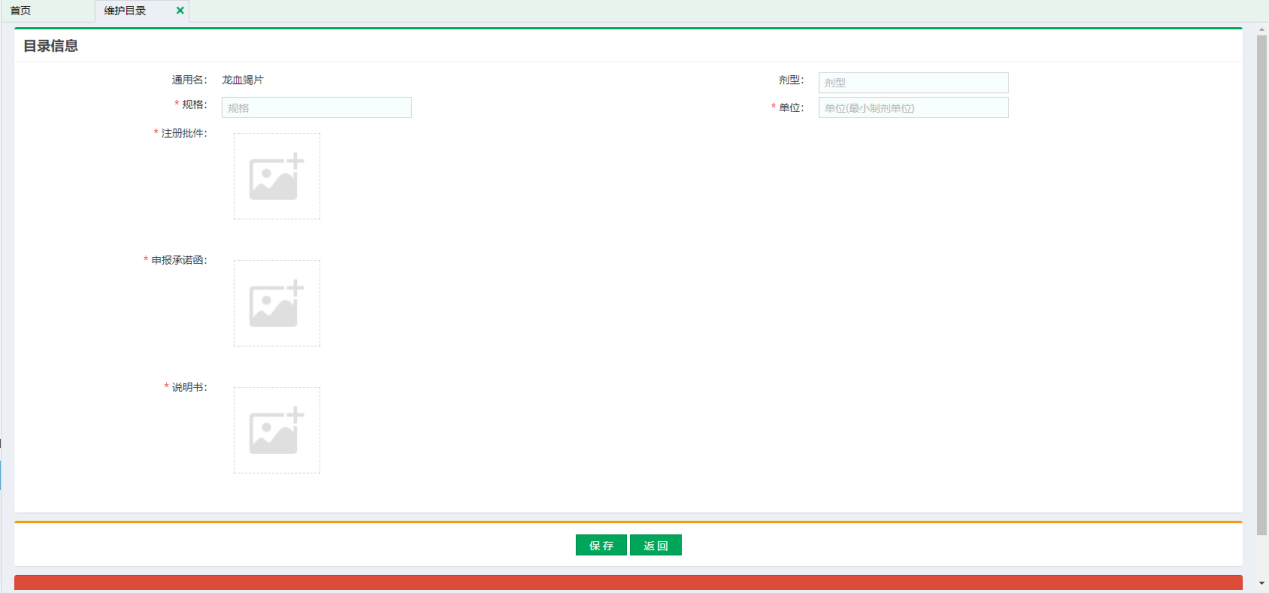 首页 维护目录
目录信息
通用名: 龙血竭片 剂型: 剂型
* 规格: 规格 * 单位: 单位(最小制剂单位)
* 注册批件:
* 申报承诺函:
* 说明书:
保存 返回